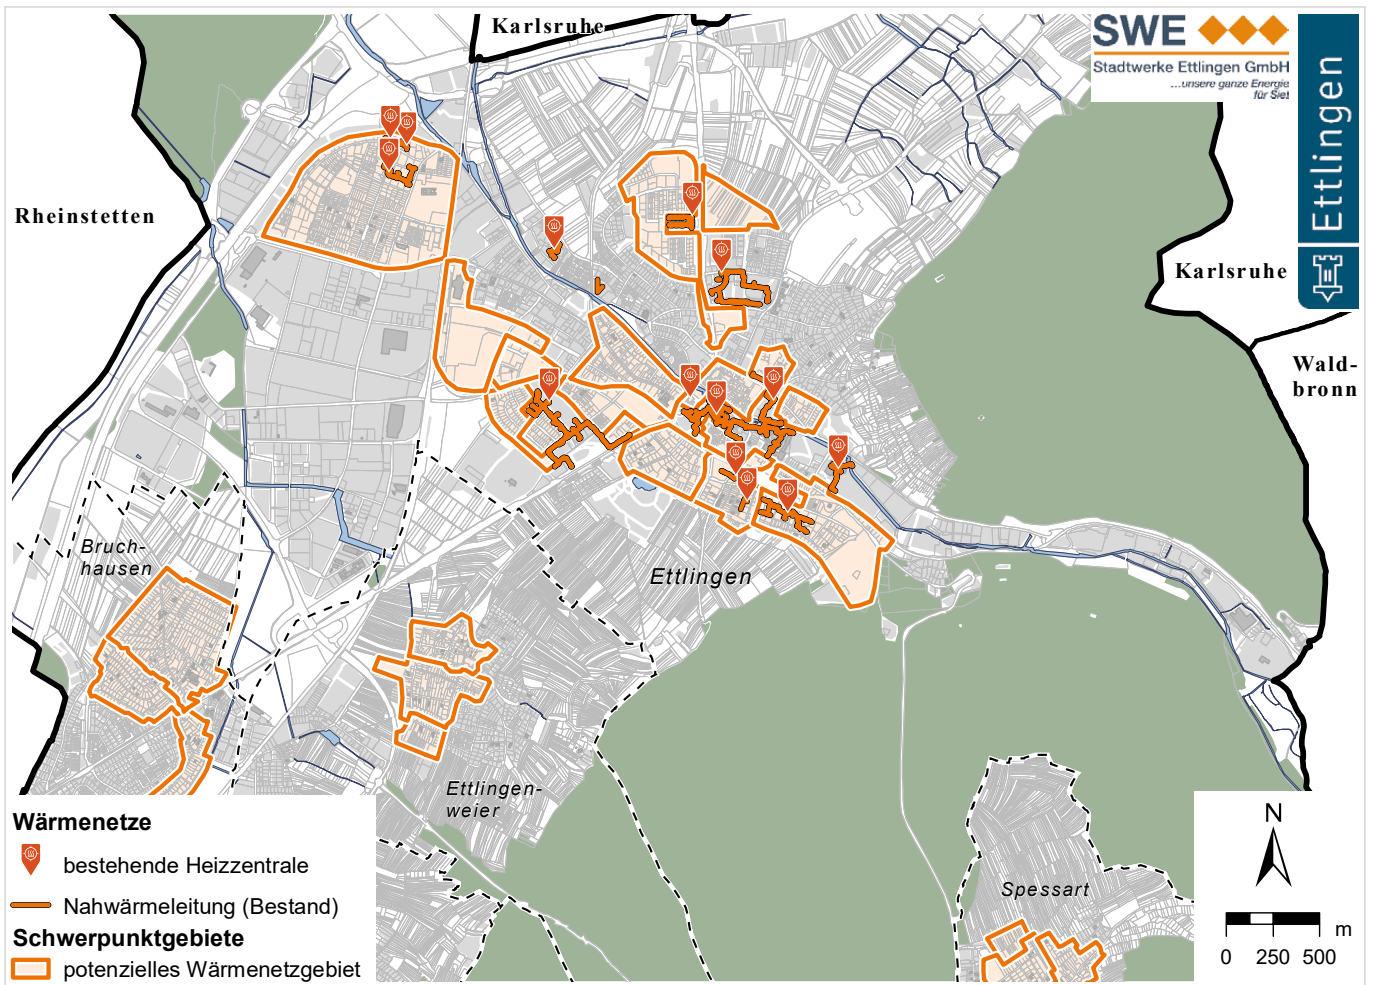 Karlsruhe
SWE
Stadtwerke Ettlingen GmbH
...unsere ganze Energie
für Sie!
Ettlingen
Rheinstetten
Karlsruhe
Wald-
bronn
Bruch-
hausen
Ettlingen
Ettlingen-
weier
Spessart
Wärmenetze
bestehende Heizzentrale
Nahwärmeleitung (Bestand)
Schwerpunktgebiete
potenzielles Wärmenetzgebiet
N
m
0 250 500